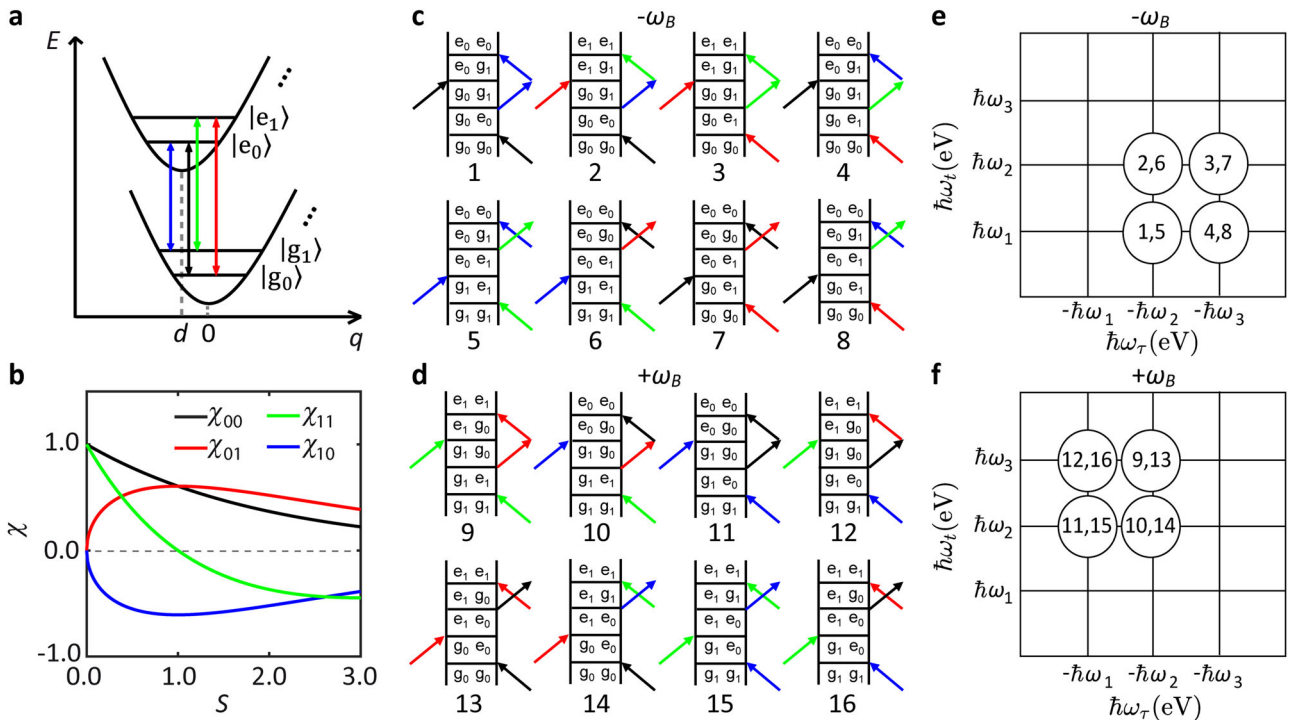 a
E
|e₁⟩
|e₀⟩
|g₁⟩
|g₀⟩
d 0 q
b
χ₀₀ χ₁₁
χ₀₁ χ₁₀
1.0
0.0
-1.0
χ
0.0 1.0 2.0 3.0
S
c
-ω_B
e₀ e₀ e₁ e₁ e₁ e₁ e₀ e₀
e₀ g₁ e₁ g₁ e₁ g₁ e₀ g₁
g₀ g₁ g₀ g₁ g₀ g₁ g₀ g₁
g₀ e₀ g₀ e₀ g₀ e₁ g₀ e₁
g₀ g₀ g₀ g₀ g₀ g₀ g₀ g₀
1 2 3 4
e₀ e₀ e₀ e₀ e₀ e₀ e₀ e₀
e₀ g₁ e₀ g₀ e₀ g₀ e₀ g₁
e₀ e₁ e₀ e₁ e₀ e₁ e₀ e₁
g₁ e₁ g₁ e₁ g₀ e₁ g₀ e₁
g₁ g₁ g₁ g₁ g₀ g₀ g₀ g₀
5 6 7 8
d
+ω_B
e₁ e₁ e₀ e₀ e₀ e₀ e₁ e₁
e₁ g₀ e₀ g₀ e₀ g₀ e₁ g₀
g₁ g₀ g₁ g₀ g₁ g₀ g₁ g₀
g₁ e₁ g₁ e₁ g₁ e₀ g₁ e₀
g₁ g₁ g₁ g₁ g₁ g₁ g₁ g₁
9 10 11 12
e₁ e₁ e₁ e₁ e₁ e₁ e₁ e₁
e₁ g₀ e₁ g₁ e₁ g₁ e₁ g₀
e₁ e₀ e₁ e₀ e₁ e₀ e₁ e₀
g₀ e₀ g₀ e₀ g₁ e₀ g₁ e₀
g₀ g₀ g₀ g₀ g₁ g₁ g₁ g₁
13 14 15 16
e
-ω_B
ħω₃
ħω₂
ħω₁
ħω_t(eV)
2,6 3,7
1,5 4,8
-ħω₁ -ħω₂ -ħω₃
ħω_τ(eV)
f
+ω_B
ħω₃
ħω₂
ħω₁
ħω_t(eV)
12,16 9,13
11,15 10,14
-ħω₁ -ħω₂ -ħω₃
ħω_τ(eV)